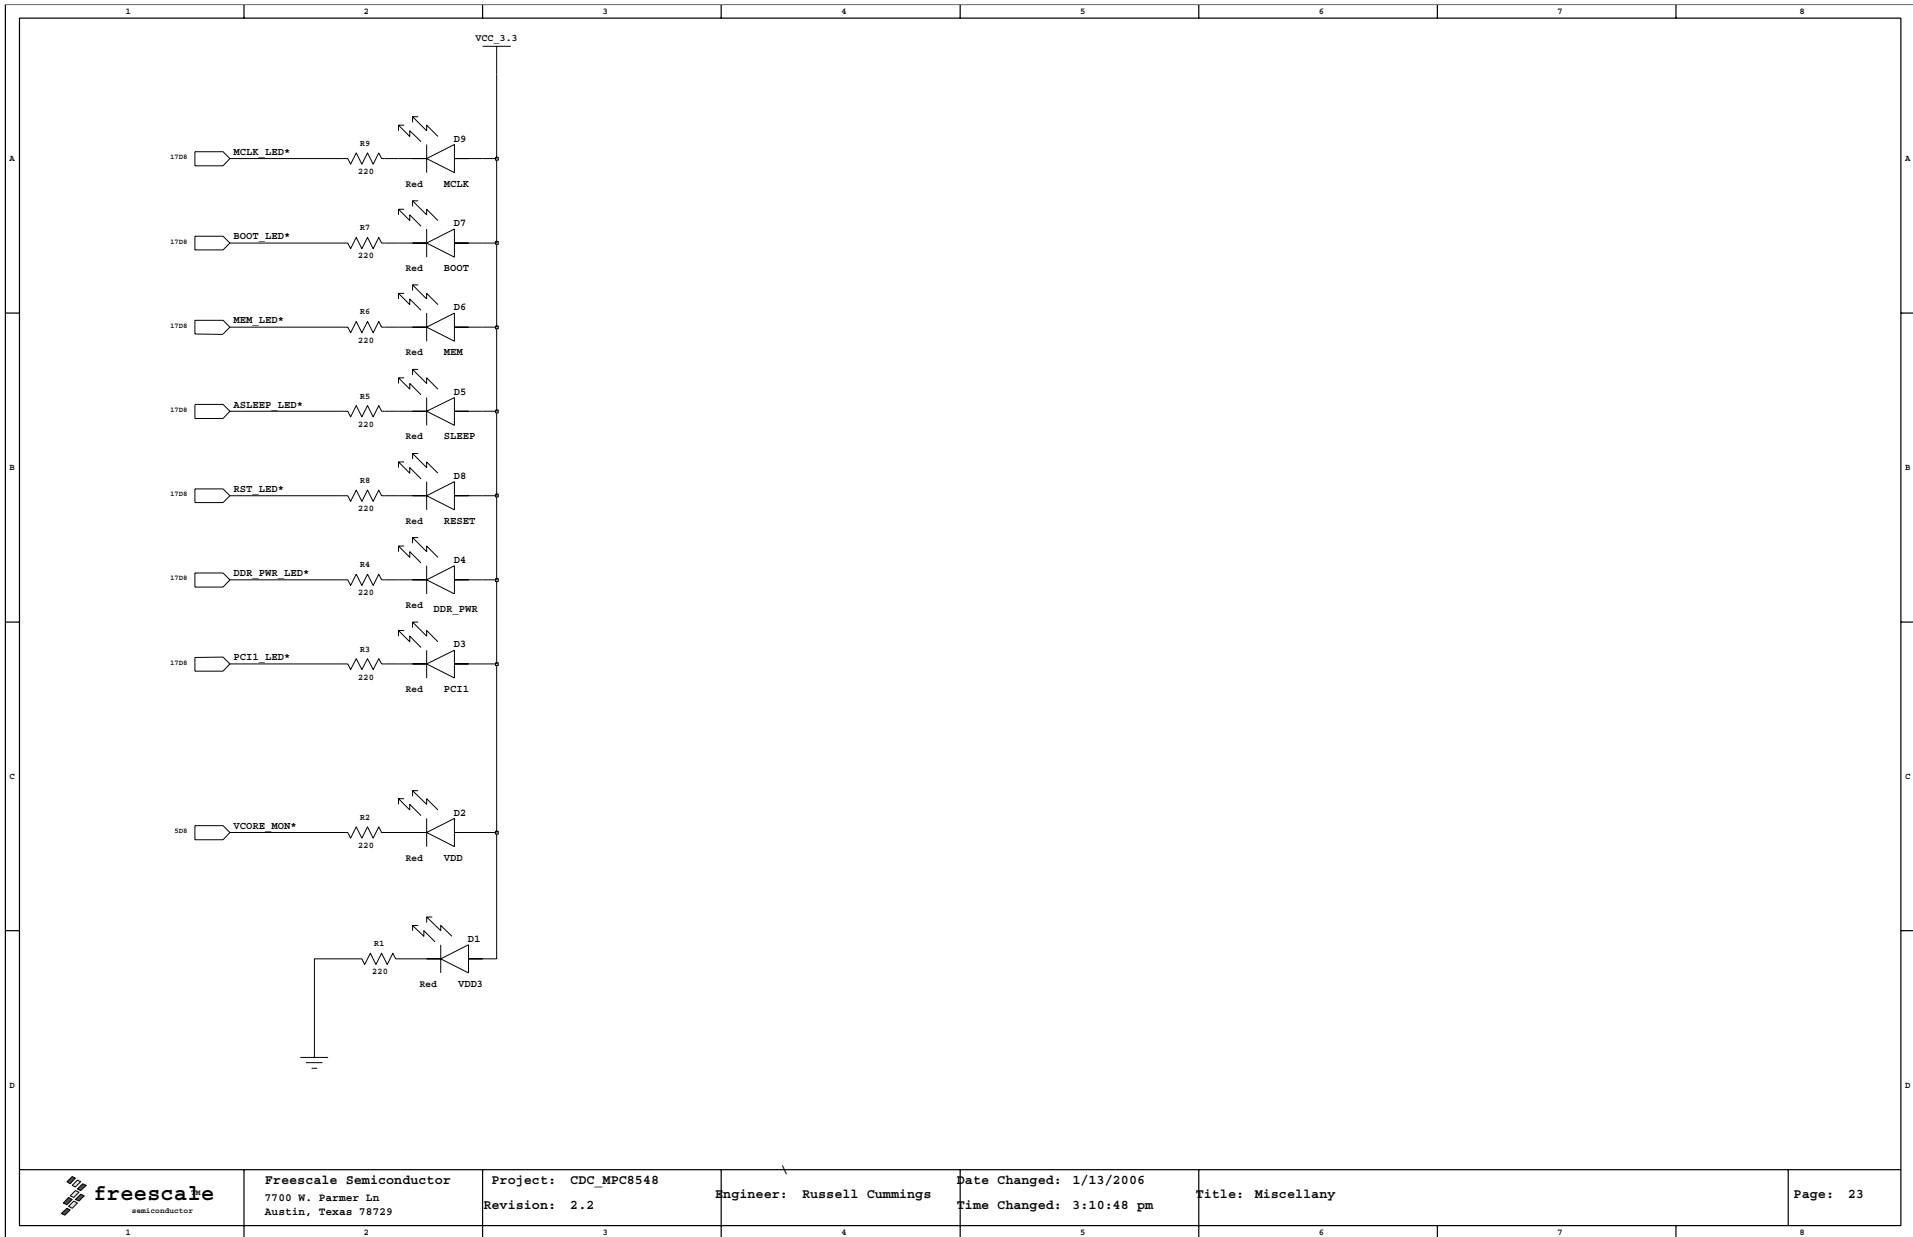 1 2 3 4 5 6 7 8
VCC_3.3
A A
17D8 MCLK_LED* R9 220 D9 Red MCLK
17D8 BOOT_LED* R7 220 D7 Red BOOT
17D8 MEM_LED* R6 220 D6 Red MEM
17D8 ASLEEP_LED* R5 220 D5 Red SLEEP
B B
17D8 RST_LED* R8 220 D8 Red RESET
17D8 DDR_PWR_LED* R4 220 D4 Red DDR_PWR
17D8 PCI1_LED* R3 220 D3 Red PCI1
C C
5D8 VCORE_MON* R2 220 D2 Red VDD
R1 220 D1 Red VDD3
D D
freescale™
semiconductor
Freescale Semiconductor
7700 W. Parmer Ln
Austin, Texas 78729
Project: CDC_MPC8548
Revision: 2.2
Engineer: Russell Cummings
Date Changed: 1/13/2006
Time Changed: 3:10:48 pm
Title: Miscellany
Page: 23
1 2 3 4 5 6 7 8